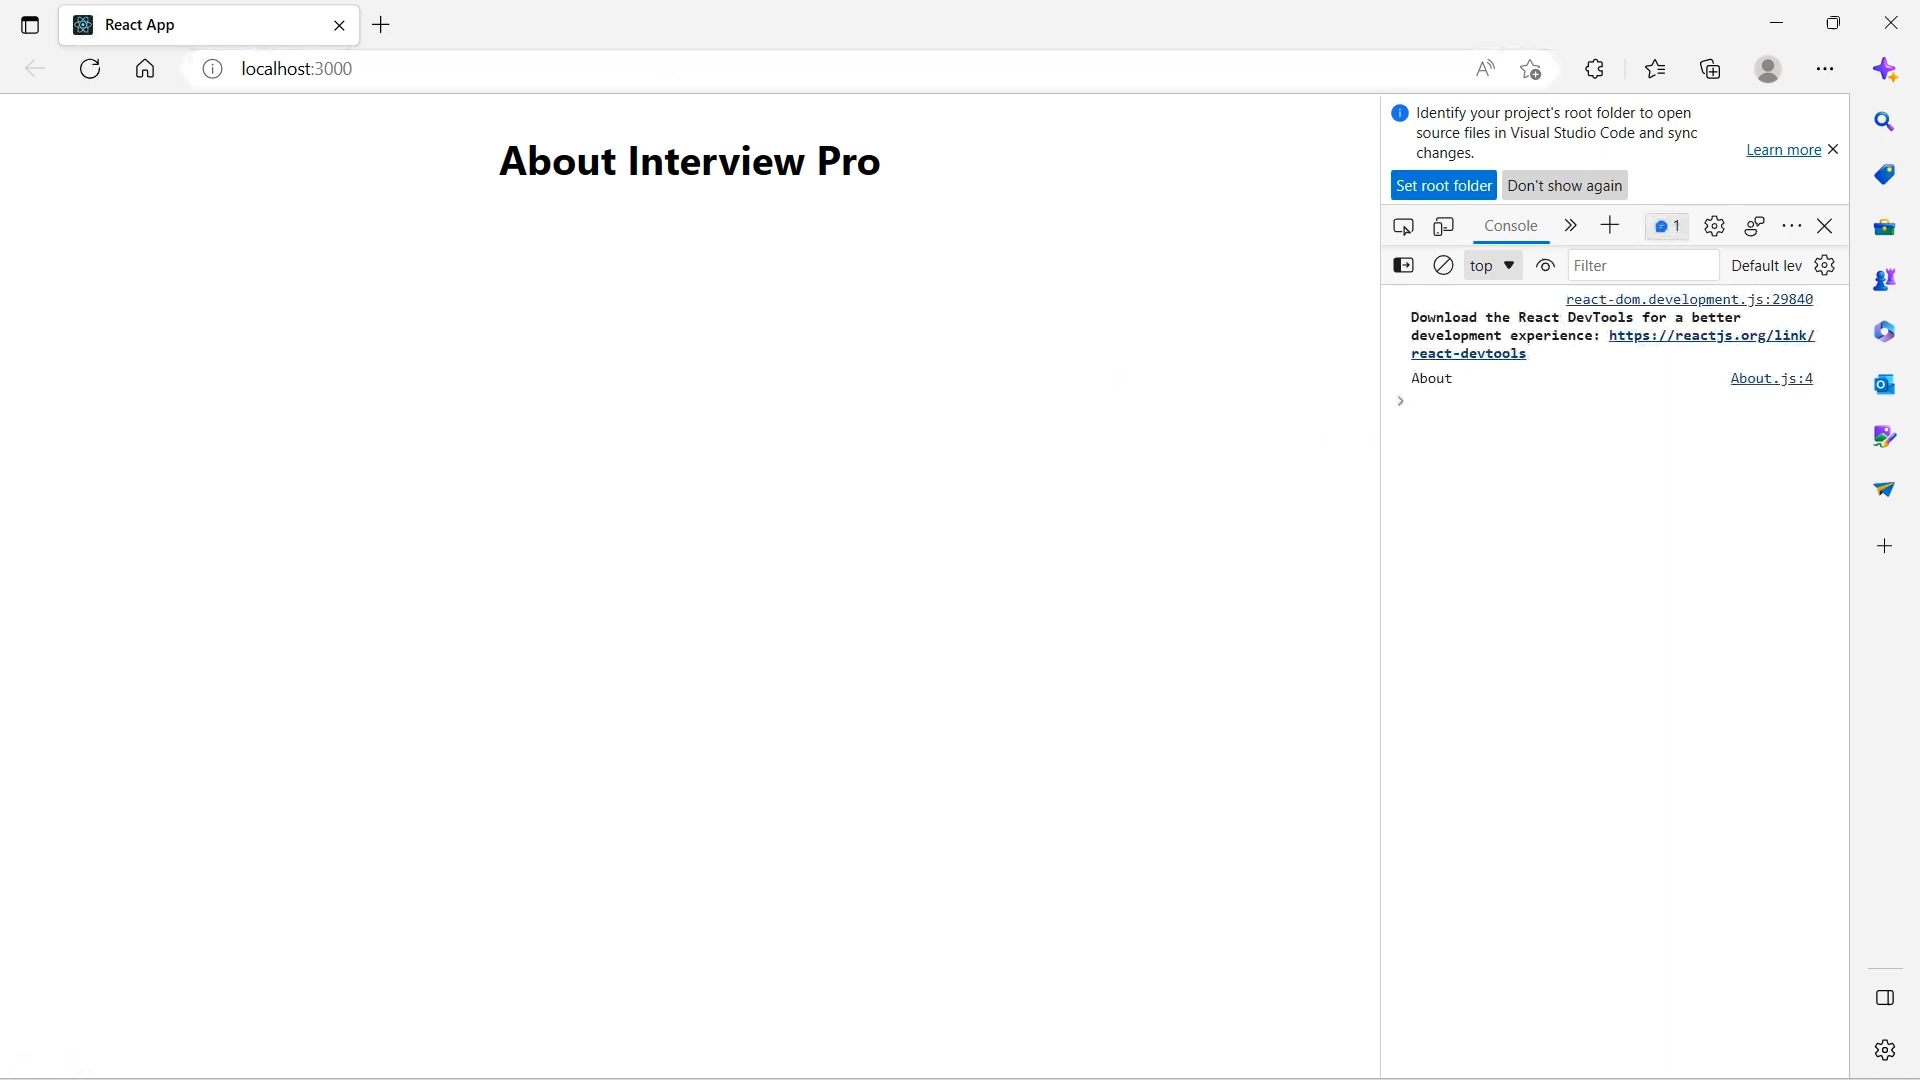 React App
localhost:3000
About Interview Pro
Identify your project's root folder to open
source files in Visual Studio Code and sync
changes.
Learn more
Set root folder
Don't show again
Console
1
top
Filter
Default lev
react-dom.development.js:29840
Download the React DevTools for a better
development experience: https://reactjs.org/link/
react-devtools
About
About.js:4